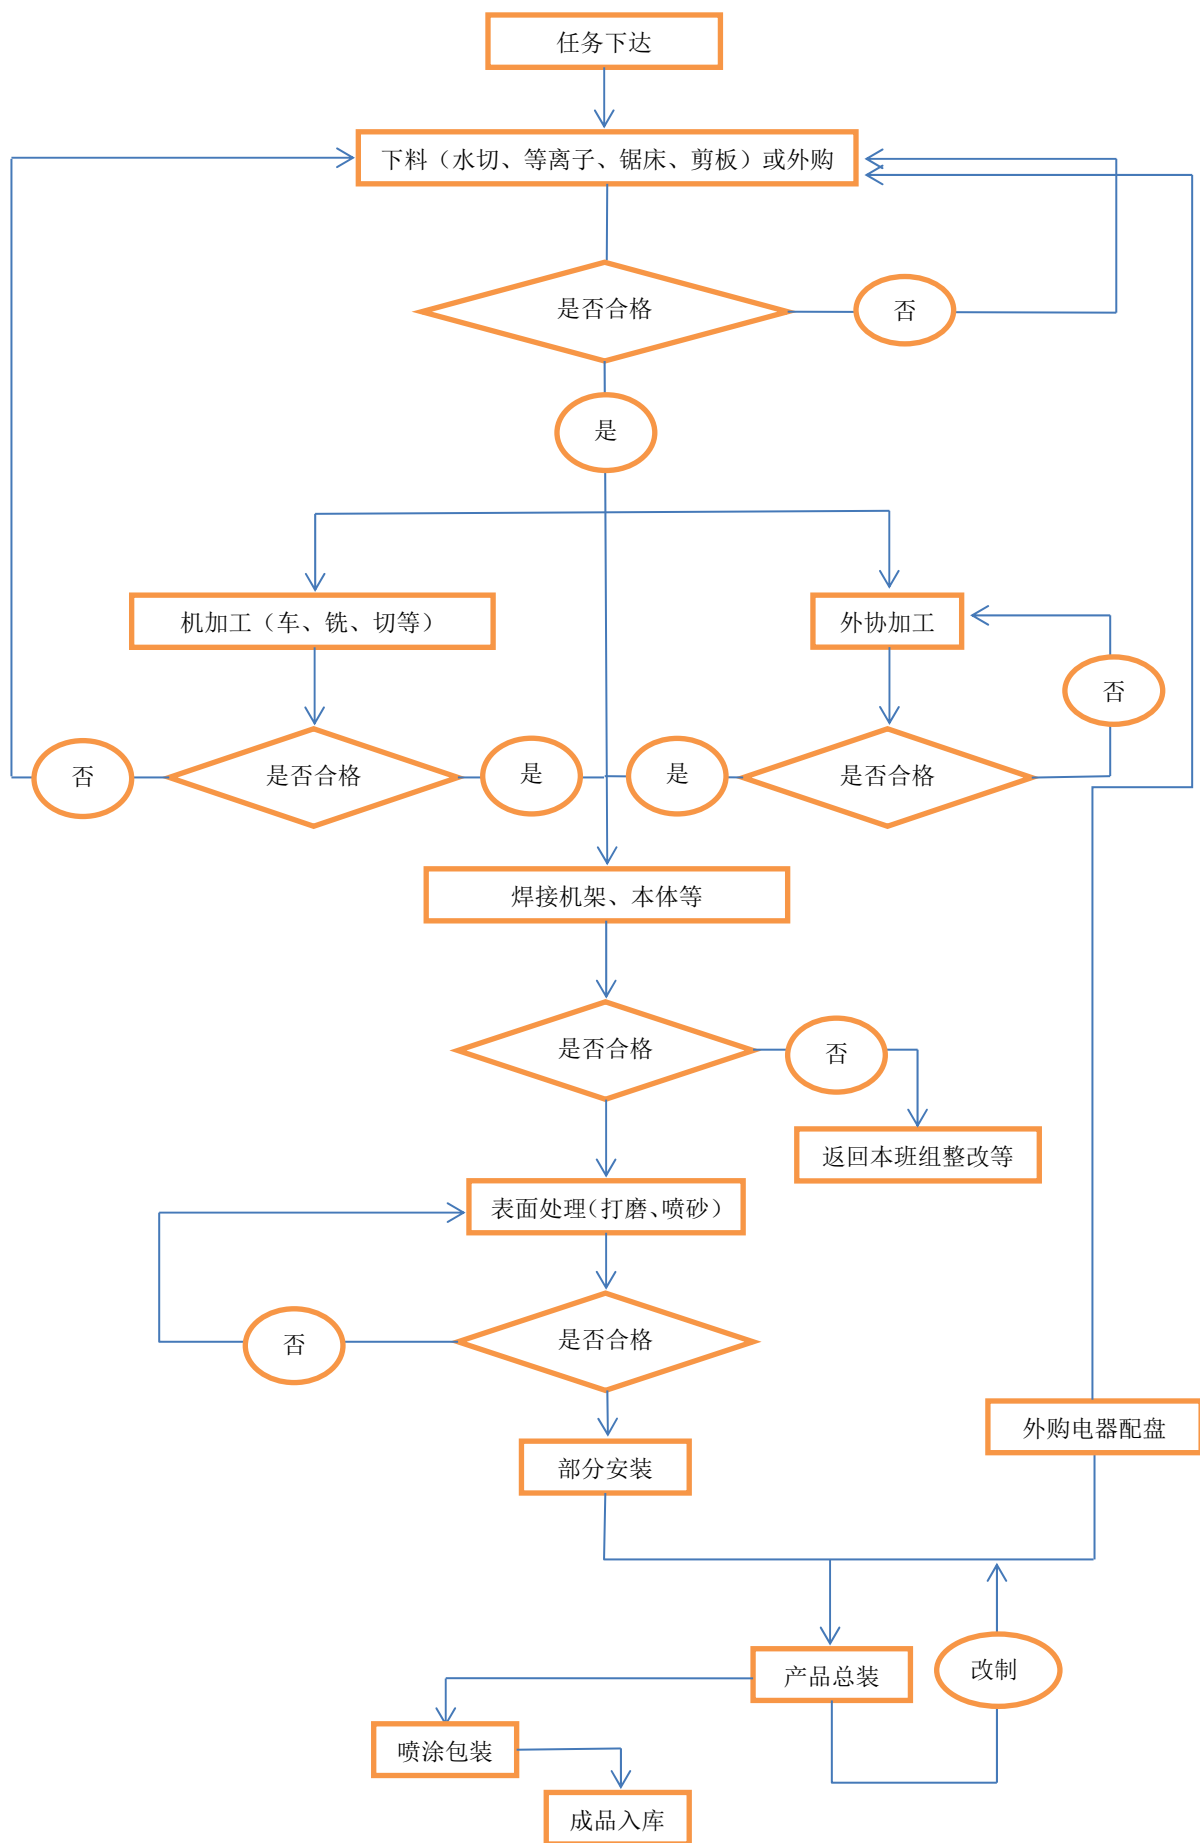 任务下达
下料（水切、等离子、锯床、剪板）或外购
是否合格
否
是
机加工（车、铣、切等）
外协加工
否
否
是否合格
是
是
是否合格
焊接机架、本体等
是否合格
否
返回本班组整改等
表面处理（打磨、喷砂）
否
是否合格
外购电器配盘
部分安装
产品总装
改制
喷涂包装
成品入库